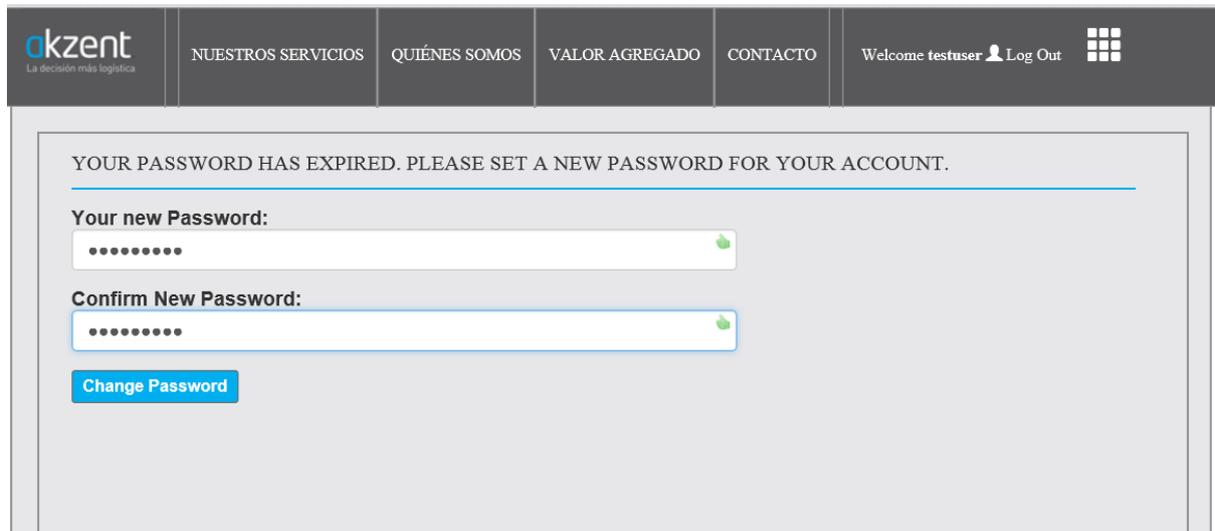 akzent
La decisión más logística
NUESTROS SERVICIOS
QUIÉNES SOMOS
VALOR AGREGADO
CONTACTO
Welcome testuser Log Out
YOUR PASSWORD HAS EXPIRED. PLEASE SET A NEW PASSWORD FOR YOUR ACCOUNT.
Your new Password:
•••••••••
Confirm New Password:
•••••••••
Change Password